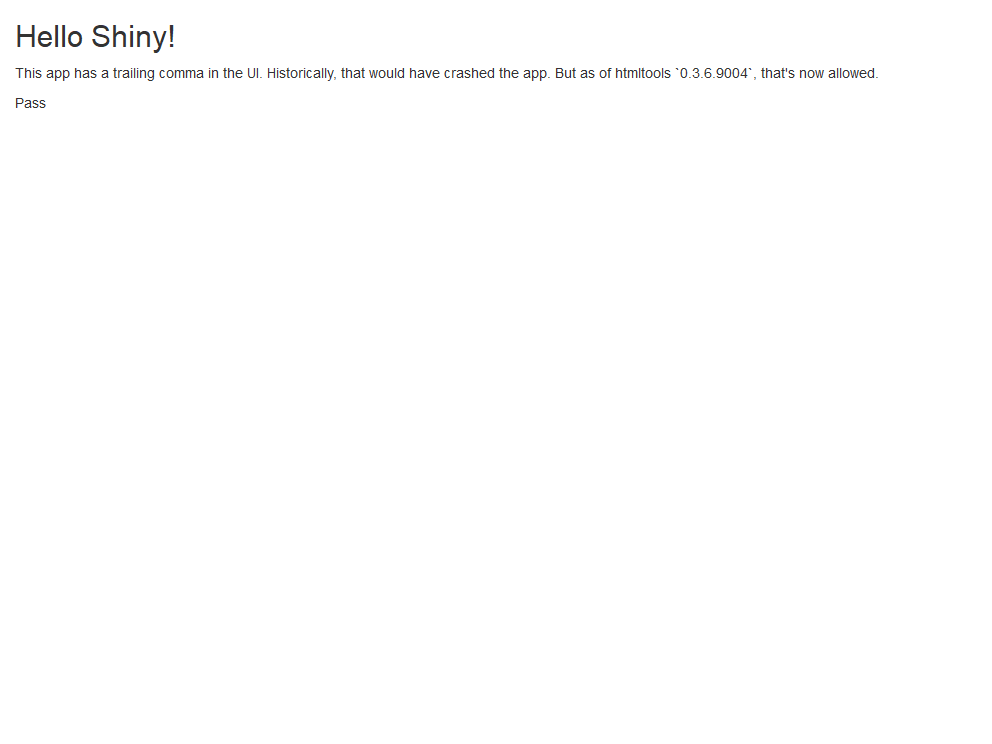 Hello Shiny!
This app has a trailing comma in the UI. Historically, that would have crashed the app. But as of htmltools `0.3.6.9004`, that's now allowed.
Pass